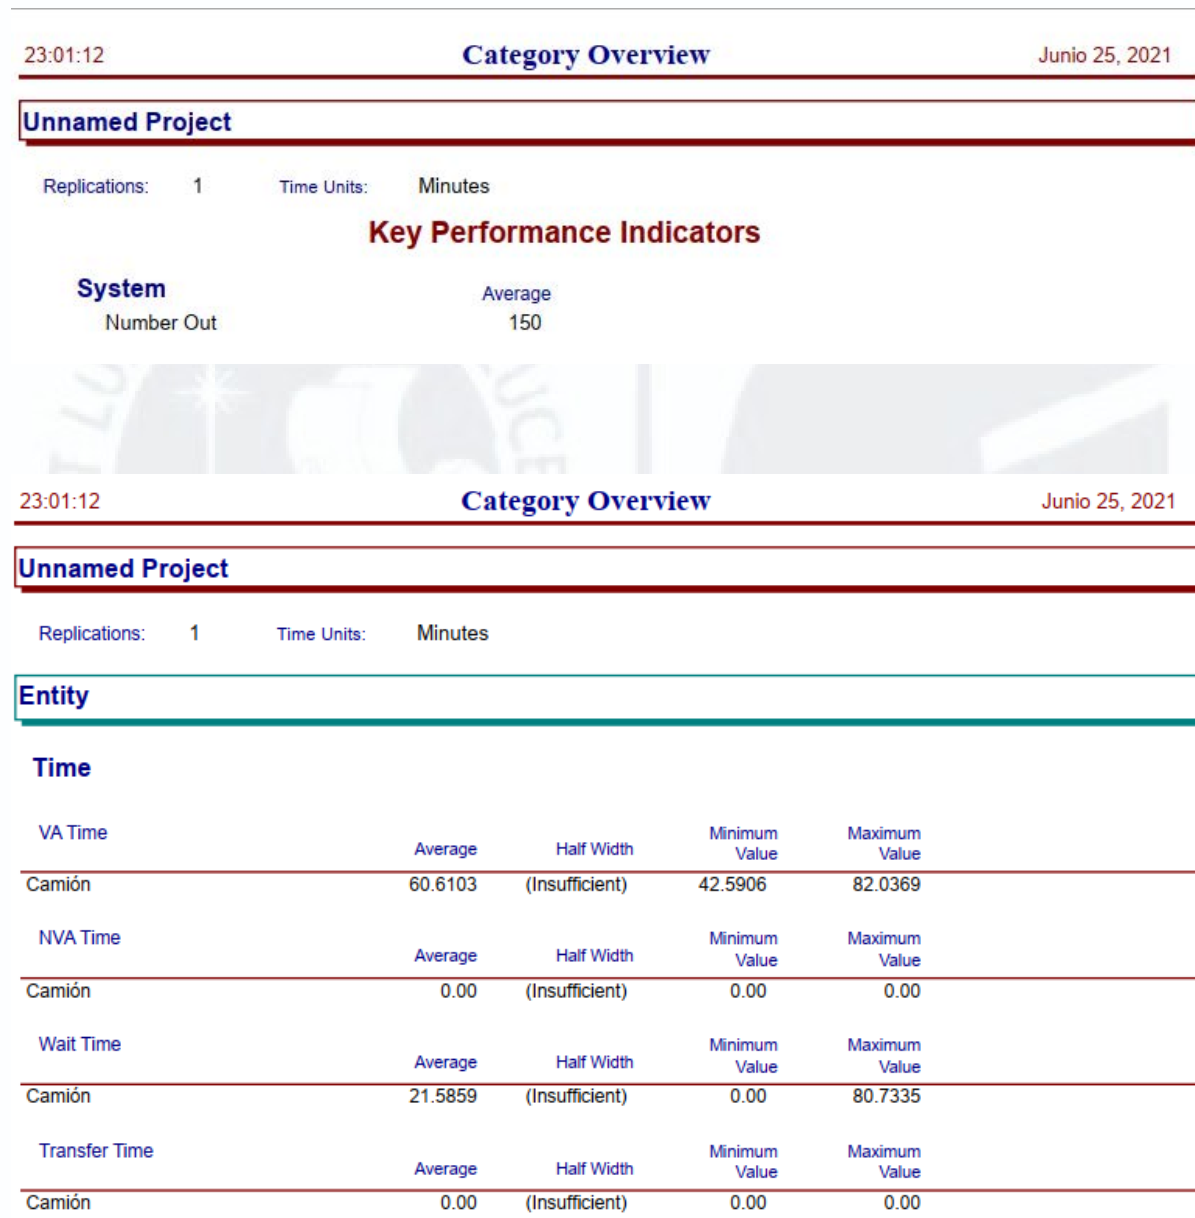 23:01:12 Category Overview Junio 25, 2021
Unnamed Project
Replications: 1 Time Units: Minutes
Key Performance Indicators
System Average
Number Out 150
23:01:12 Category Overview Junio 25, 2021
Unnamed Project
Replications: 1 Time Units: Minutes
Entity
Time
VA Time Average Half Width Minimum Value Maximum Value
Camión 60.6103 (Insufficient) 42.5906 82.0369
NVA Time Average Half Width Minimum Value Maximum Value
Camión 0.00 (Insufficient) 0.00 0.00
Wait Time Average Half Width Minimum Value Maximum Value
Camión 21.5859 (Insufficient) 0.00 80.7335
Transfer Time Average Half Width Minimum Value Maximum Value
Camión 0.00 (Insufficient) 0.00 0.00